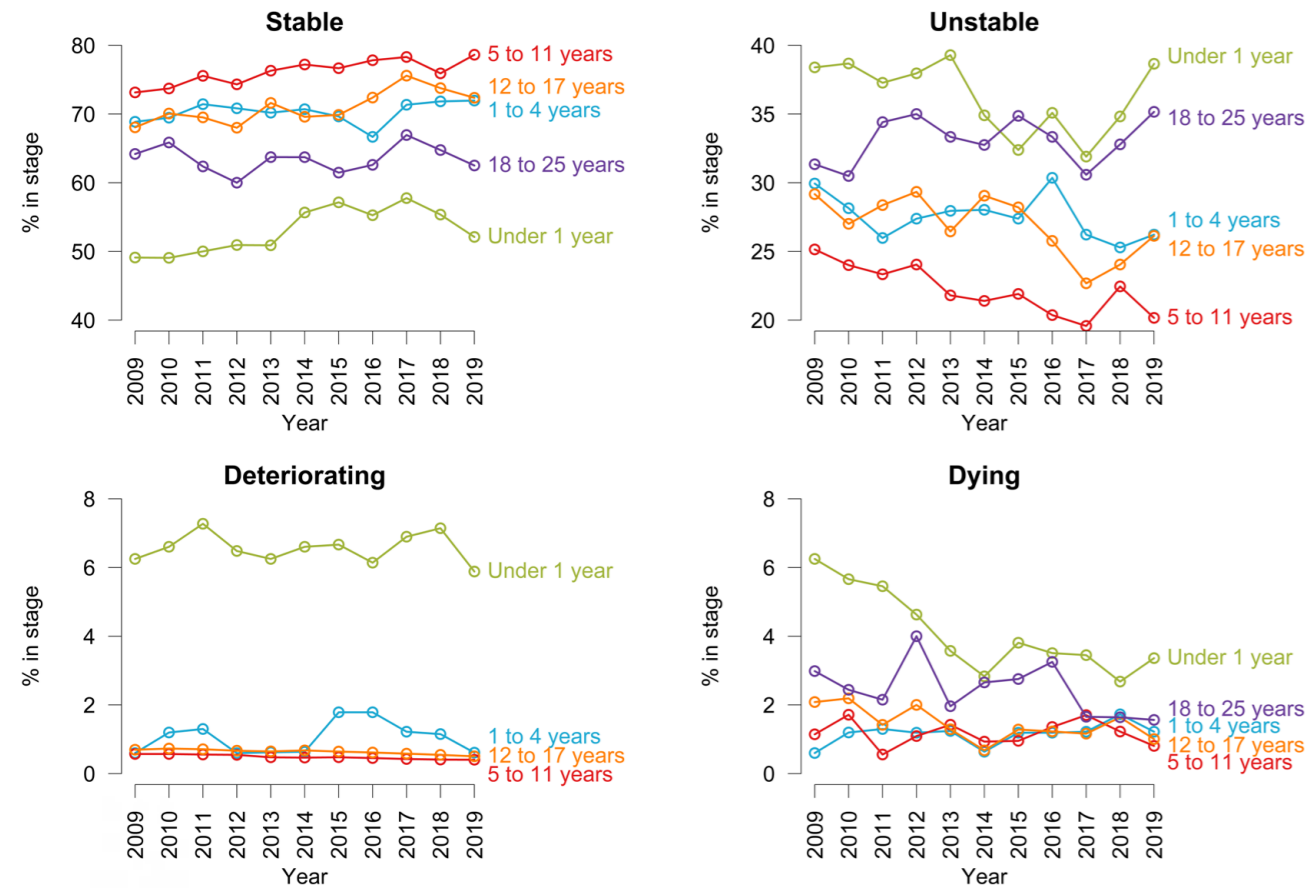 Stable
80
70
60
50
40
% in stage
5 to 11 years
12 to 17 years
1 to 4 years
18 to 25 years
Under 1 year
2009
2010
2011
2012
2013
2014
2015
2016
2017
2018
2019
Year
Unstable
40
35
30
25
20
% in stage
Under 1 year
18 to 25 years
1 to 4 years
12 to 17 years
5 to 11 years
2009
2010
2011
2012
2013
2014
2015
2016
2017
2018
2019
Year
Deteriorating
8
6
4
2
0
% in stage
Under 1 year
1 to 4 years
12 to 17 years
5 to 11 years
2009
2010
2011
2012
2013
2014
2015
2016
2017
2018
2019
Year
Dying
8
6
4
2
0
% in stage
Under 1 year
18 to 25 years
1 to 4 years
12 to 17 years
5 to 11 years
2009
2010
2011
2012
2013
2014
2015
2016
2017
2018
2019
Year